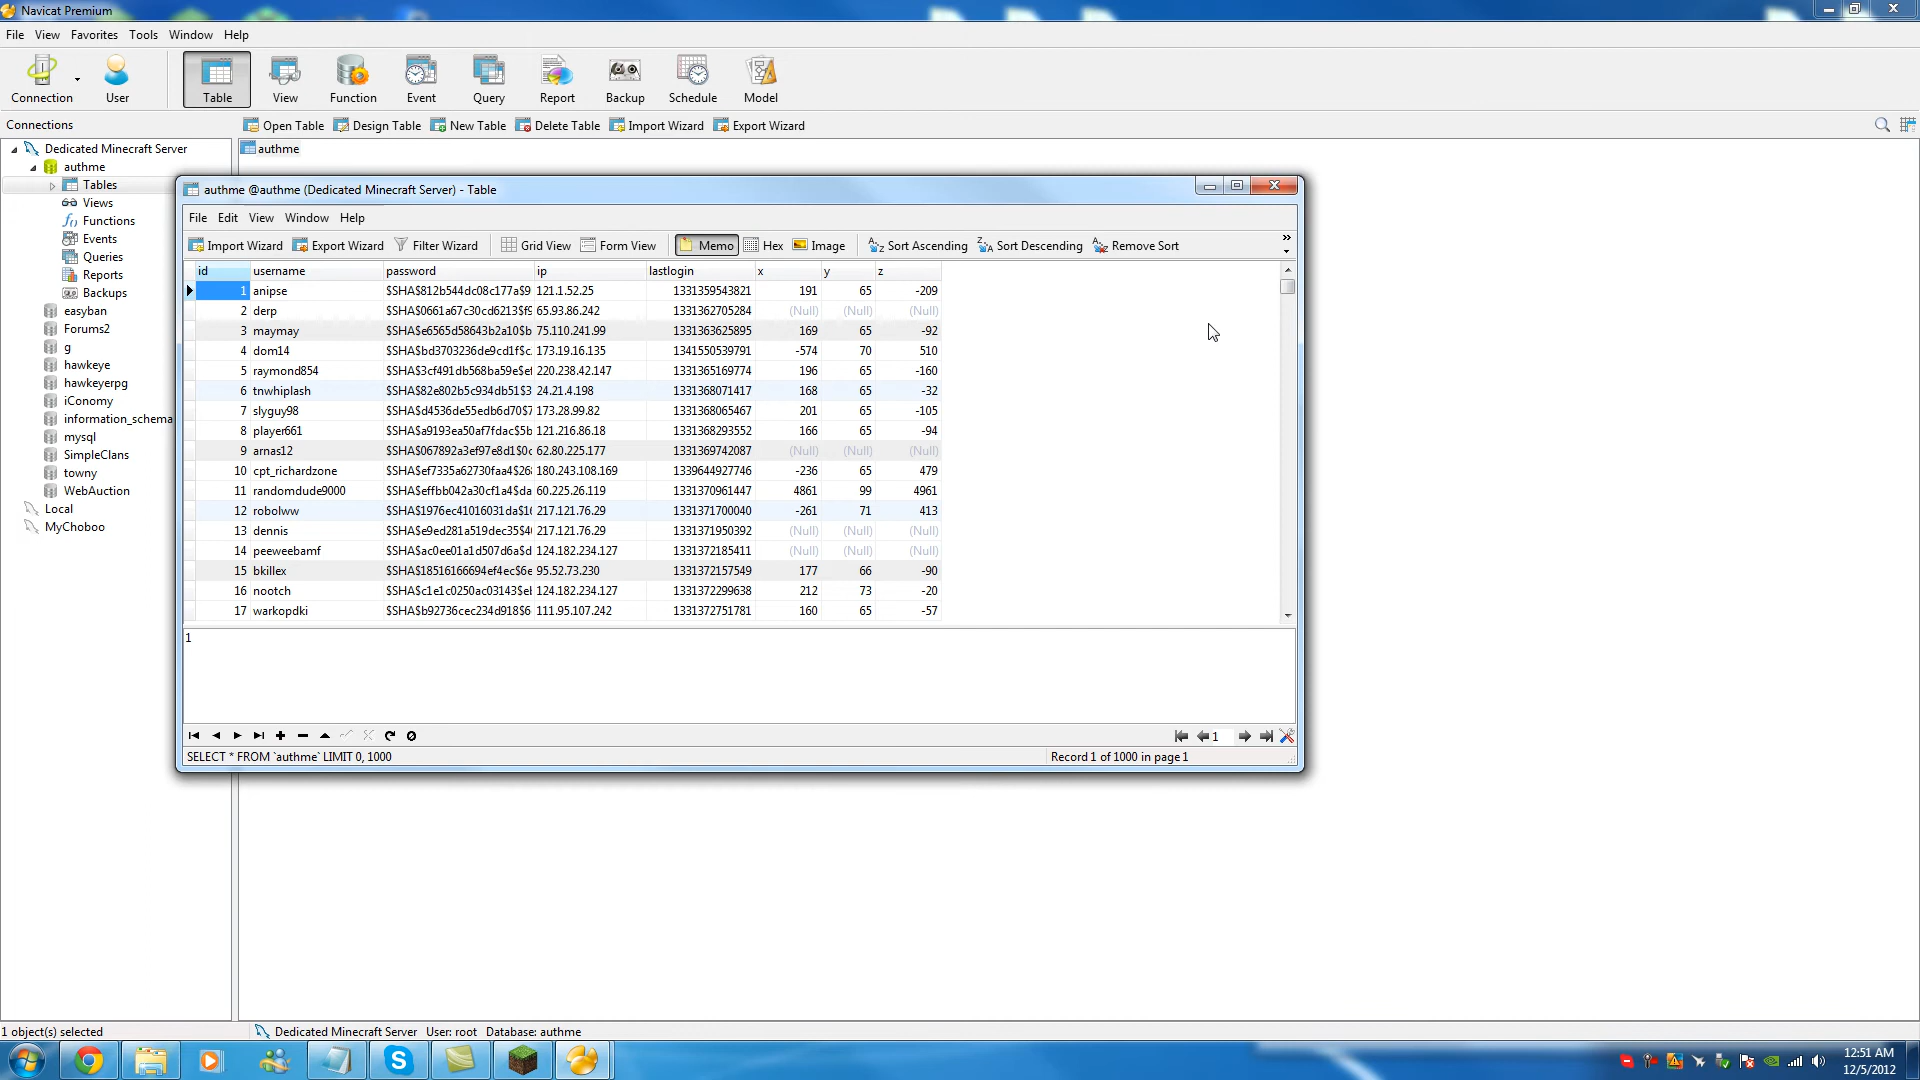 Navicat Premium
File View Favorites Tools Window Help
Connection User Table View Function Event Query Report Backup Schedule Model
Connections
Open Table Design Table New Table Delete Table Import Wizard Export Wizard
Dedicated Minecraft Server
authme
Tables
Views
Functions
Events
Queries
Reports
Backups
easyban
Forums2
g
hawkeye
hawkeyerpg
iConomy
information_schema
mysql
SimpleClans
towny
WebAuction
Local
MyChoboo
authme
authme @authme (Dedicated Minecraft Server) - Table
File Edit View Window Help
Import Wizard Export Wizard Filter Wizard Grid View Form View Memo Hex Image Sort Ascending Sort Descending Remove Sort
id username password ip lastlogin x y z
1 anipse $SHA$812b544dc08c177a$9 121.1.52.25 1331359543821 191 65 -209
2 derp $SHA$0661a67c30cd6213$f9 65.93.86.242 1331362705284 (Null) (Null) (Null)
3 maymay $SHA$e6565d58643b2a10$b 75.110.241.99 1331363625895 169 65 -92
4 dom14 $SHA$bd3703236de9cd1f$c 173.19.16.135 1341550539791 -574 70 510
5 raymond854 $SHA$3cf491db568ba59e$e 220.238.42.147 1331365169774 196 65 -160
6 tnwhiplash $SHA$82e802b5c934db51$3 24.21.4.198 1331368071417 168 65 -32
7 slyguy98 $SHA$d4536de55edb6d70$7 173.28.99.82 1331368065467 201 65 -105
8 player661 $SHA$a9193ea50af7fdac$5b 121.216.86.18 1331368293552 166 65 -94
9 arnas12 $SHA$067892a3ef97e8d1$0c 62.80.225.177 1331369742087 (Null) (Null) (Null)
10 cpt_richardzone $SHA$ef7335a62730faa4$268 180.243.108.169 1339644927746 -236 65 479
11 randomdude9000 $SHA$effbb042a30cf1a4$da 60.225.26.119 1331370961447 4861 99 4961
12 robolww $SHA$1976ec41016031da$16 217.121.76.29 1331371700040 -261 71 413
13 dennis $SHA$e9ed281a519dec35$4 217.121.76.29 1331371950392 (Null) (Null) (Null)
14 peeweebamf $SHA$ac0ee01a1d507d6a$d 124.182.234.127 1331372185411 (Null) (Null) (Null)
15 bkillex $SHA$18516166694ef4ec$6e 95.52.73.230 1331372157549 177 66 -90
16 nootch $SHA$c1e1c0250ac03143$e 124.182.234.127 1331372299638 212 73 -20
17 warkopdki $SHA$b92736cec234d918$6 111.95.107.242 1331372751781 160 65 -57
1
1
SELECT * FROM `authme` LIMIT 0, 1000 Record 1 of 1000 in page 1
1 object(s) selected Dedicated Minecraft Server User: root Database: authme
12:51 AM
12/5/2012